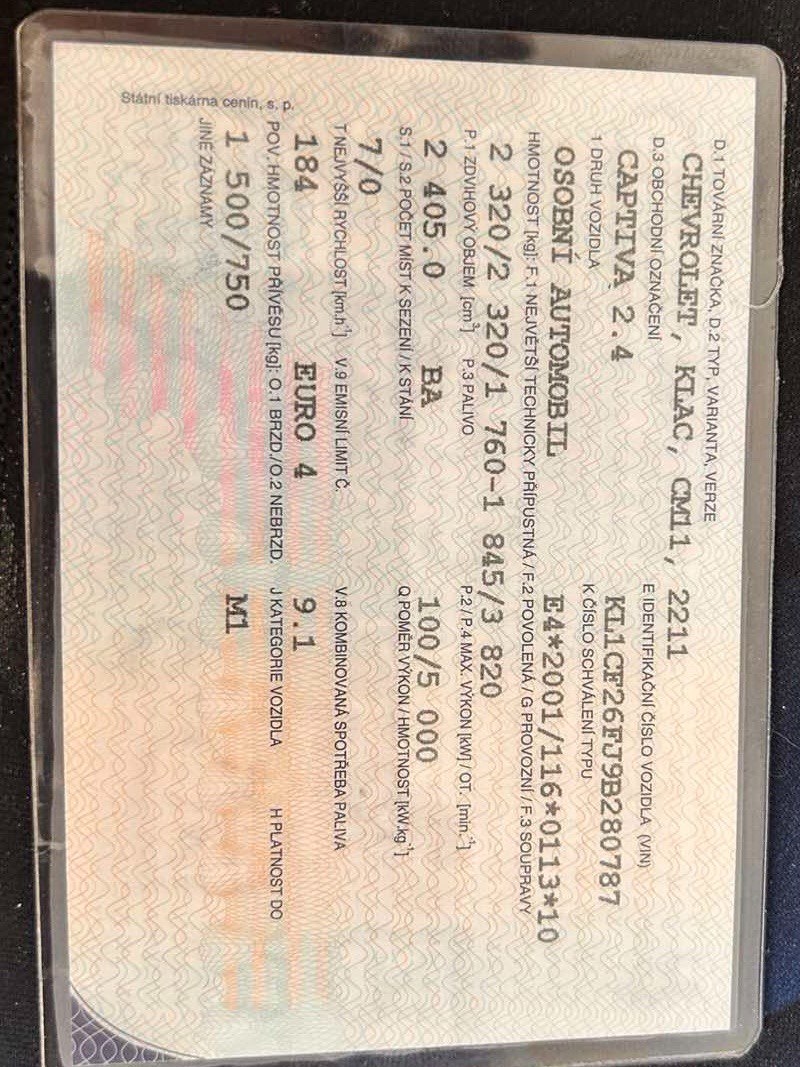 D.1 TOVÁRNÍ ZNAČKA, D.2 TYP, VARIANTA, VERZE
CHEVROLET, KLAC, CM11, 2211
D.3 OBCHODNÍ OZNAČENÍ E IDENTIFIKAČNÍ ČÍSLO VOZIDLA (VIN)
CAPTIVA 2.4 KL1CF26FJ9B280787
1 DRUH VOZIDLA K ČÍSLO SCHVÁLENÍ TYPU
OSOBNÍ AUTOMOBIL E4*2001/116*0113*10
HMOTNOST [kg]: F.1 NEJVĚTŠÍ TECHNICKY PŘÍPUSTNÁ / F.2 POVOLENÁ / G PROVOZNÍ / F.3 SOUPRAVY
2 320/2 320/1 760-1 845/3 820
P.1 ZDVIHOVÝ OBJEM [cm³] P.3 PALIVO P.2 / P.4 MAX. VÝKON [kW] / OT. [min.⁻¹]
2 405.0 BA 100/5 000
S.1 / S.2 POČET MÍST K SEZENÍ / K STÁNÍ Q POMĚR VÝKON / HMOTNOST [kW.kg⁻¹]
7/0
T NEJVYŠŠÍ RYCHLOST [km.h⁻¹] V.9 EMISNÍ LIMIT Č. V.8 KOMBINOVANÁ SPOTŘEBA PALIVA
184 EURO 4 9.1
POV. HMOTNOST PŘÍVĚSU [kg]: O.1 BRZD./O.2 NEBRZD. J KATEGORIE VOZIDLA H PLATNOST DO
1 500/750 M1
JINÉ ZÁZNAMY
Státní tiskárna cenin, s. p.